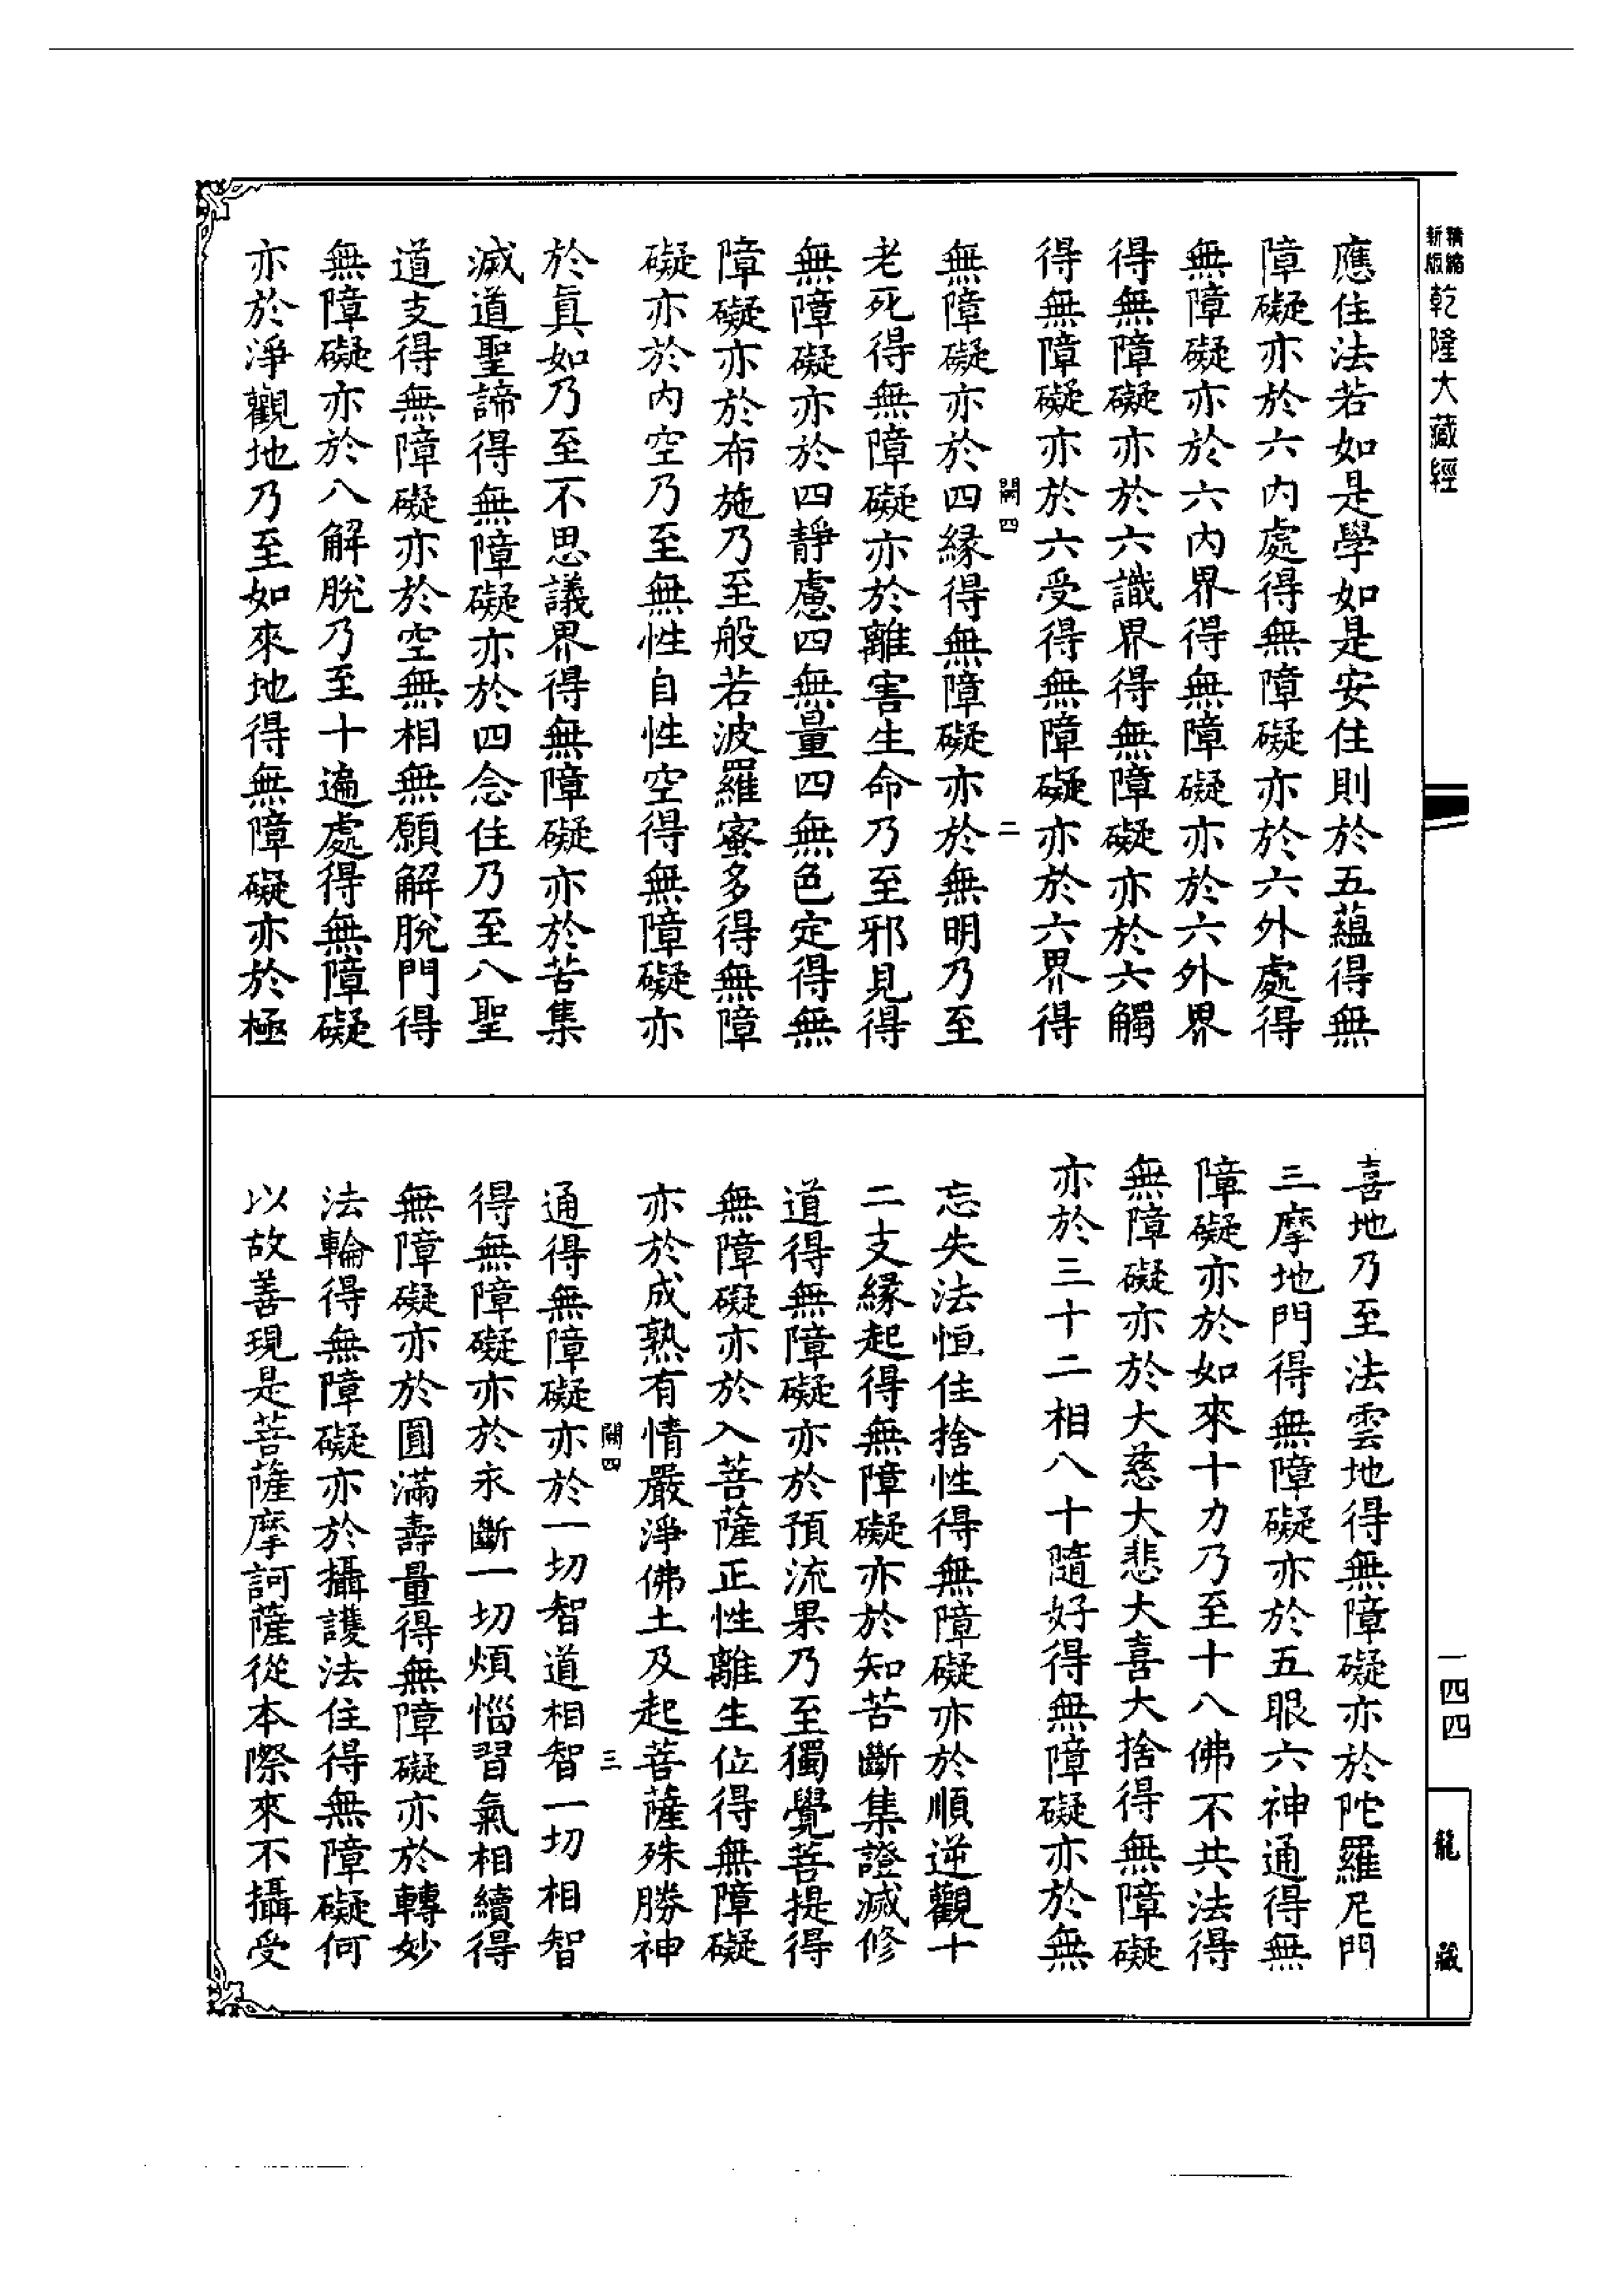 精縮新版乾隆大藏經
應住法若如是學如是安住則於五蘊得無
障礙亦於六內處得無障礙亦於六外處得
無障礙亦於六內界得無障礙亦於六外界
得無障礙亦於六識界得無障礙亦於六觸
得無障礙亦於六受得無障礙亦於六界得
闕四 二
無障礙亦於四緣得無障礙亦於無明乃至
老死得無障礙亦於離害生命乃至邪見得
無障礙亦於四靜慮四無量四無色定得無
障礙亦於布施乃至般若波羅蜜多得無障
礙亦於內空乃至無性自性空得無障礙亦
於真如乃至不思議界得無障礙亦於苦集
滅道聖諦得無障礙亦於四念住乃至八聖
道支得無障礙亦於空無相無願解脫門得
無障礙亦於八解脫乃至十遍處得無障礙
亦於淨觀地乃至如來地得無障礙亦於極
喜地乃至法雲地得無障礙亦於陀羅尼門
三摩地門得無障礙亦於五眼六神通得無
障礙亦於如來十力乃至十八佛不共法得
無障礙亦於大慈大悲大喜大捨得無障礙
亦於三十二相八十隨好得無障礙亦於無
忘失法恒住捨性得無障礙亦於順逆觀十
二支緣起得無障礙亦於知苦斷集證滅修
道得無障礙亦於預流果乃至獨覺菩提得
無障礙亦於入菩薩正性離生位得無障礙
亦於成熟有情嚴淨佛土及起菩薩殊勝神
闕四 三
通得無障礙亦於一切智道相智一切相智
得無障礙亦於永斷一切煩惱習氣相續得
無障礙亦於圓滿壽量得無障礙亦於轉妙
法輪得無障礙亦於攝護法住得無障礙何
以故善現是菩薩摩訶薩從本際來不攝受
一四四
龍藏